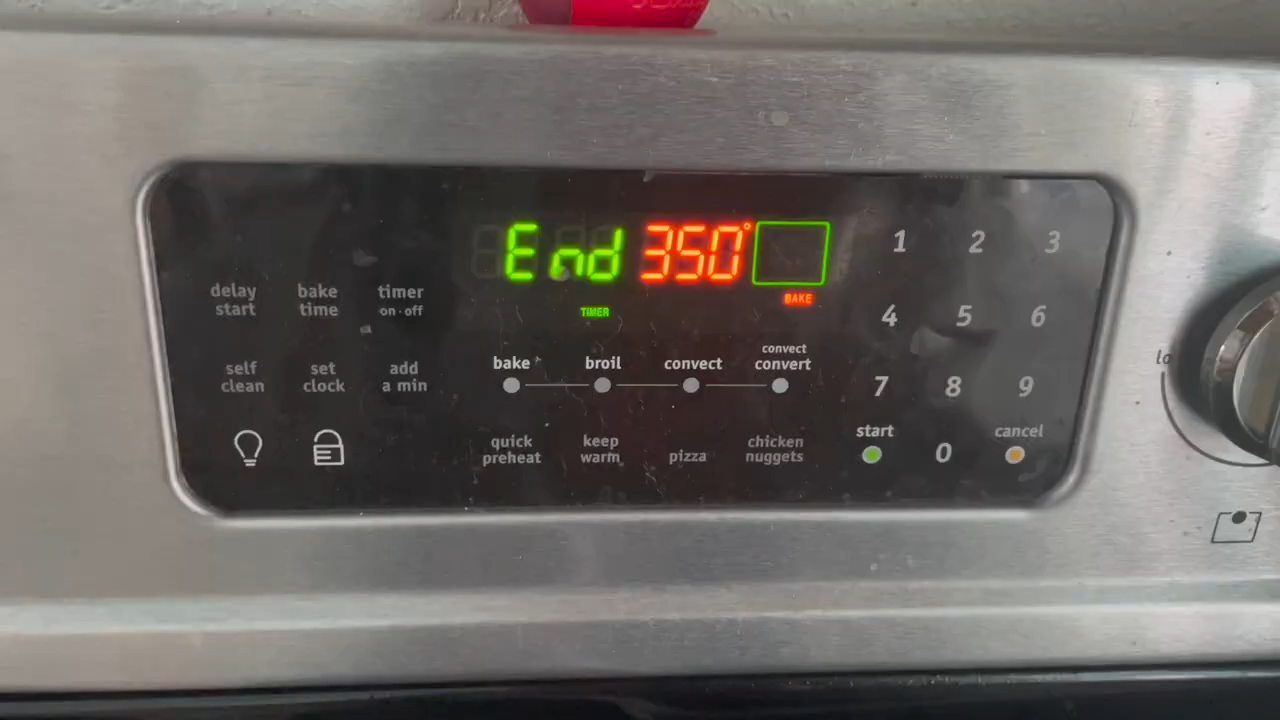 End 350°
TIMER
BAKE
delay start
bake time
timer on·off
self clean
set clock
add a min
bake
broil
convect
convect convert
quick preheat
keep warm
pizza
chicken nuggets
1 2 3
4 5 6
7 8 9
start
0
cancel
lo